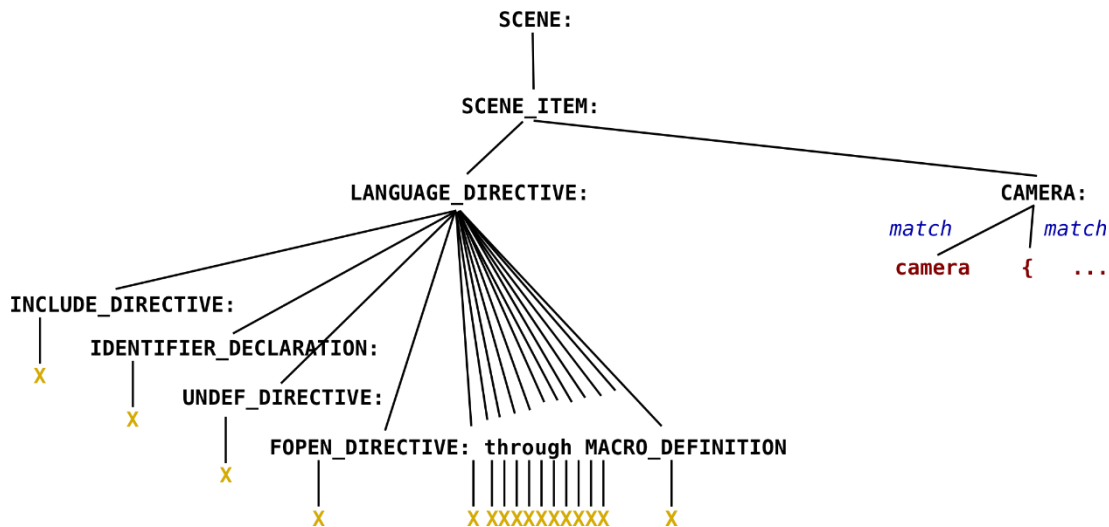 SCENE:
SCENE_ITEM:
LANGUAGE_DIRECTIVE: CAMERA:
match match
camera { ...
INCLUDE_DIRECTIVE:
IDENTIFIER_DECLARATION:
X
UNDEF_DIRECTIVE:
X
FOPEN_DIRECTIVE: through MACRO_DEFINITION
X
X X XXXXXXXXXX X